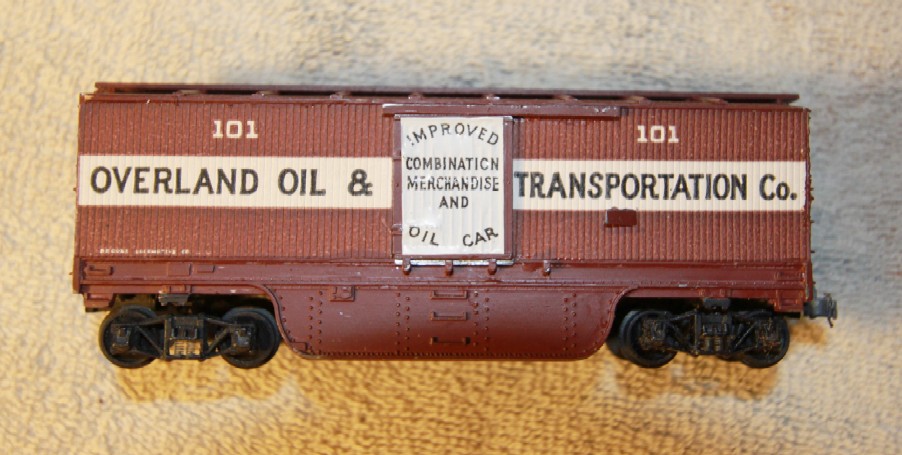 101
101
OVERLAND OIL &
TRANSPORTATION Co.
IMPROVED
COMBINATION
MERCHANDISE
AND
OIL CAR